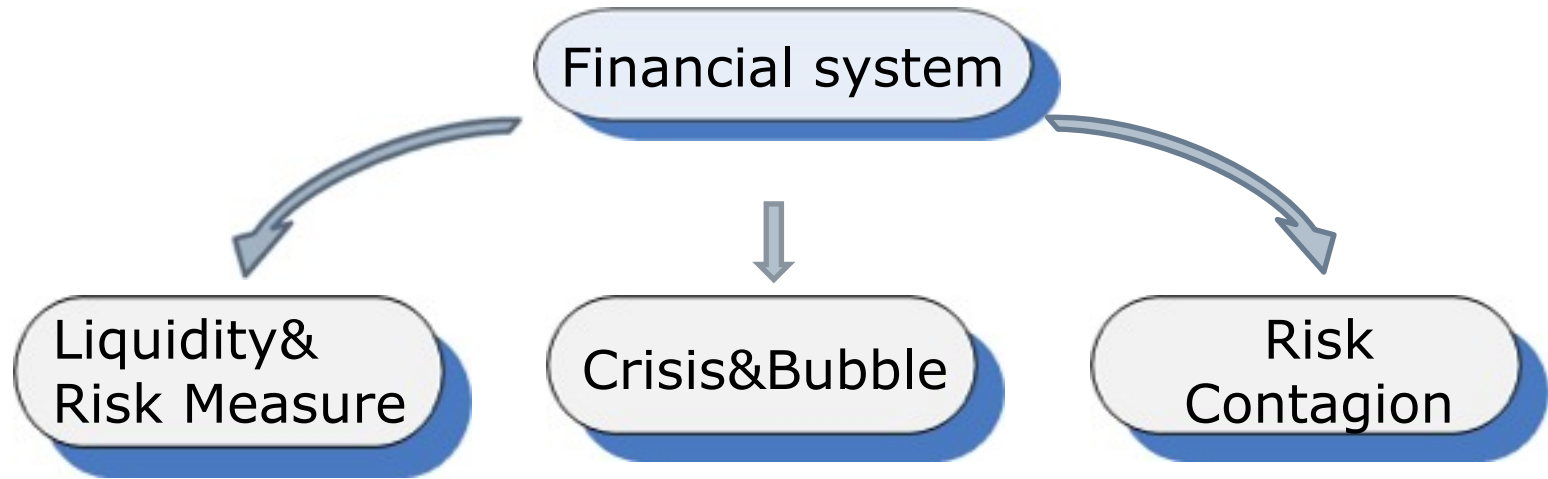 Financial system
Liquidity&
Risk Measure
Crisis&Bubble
Risk
Contagion